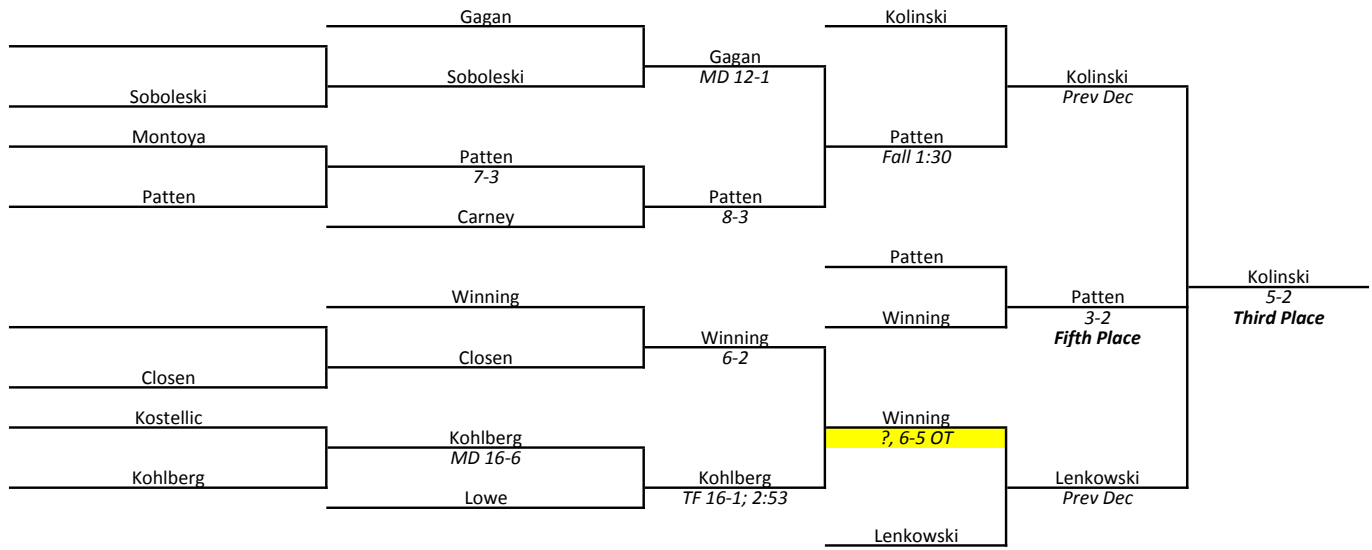 Gagan
Kolinski
Gagan
MD 12-1
Soboleski
Kolinski
Prev Dec
Soboleski
Montoya
Patten
Fall 1:30
Patten
7-3
Patten
Patten
8-3
Carney
Patten
Kolinski
5-2
Third Place
Winning
Patten
3-2
Fifth Place
Winning
Winning
6-2
Closen
Closen
Kostellic
Winning
?, 6-5 OT
Kohlberg
MD 16-6
Kohlberg
Kohlberg
TF 16-1; 2:53
Lenkowski
Prev Dec
Lowe
Lenkowski